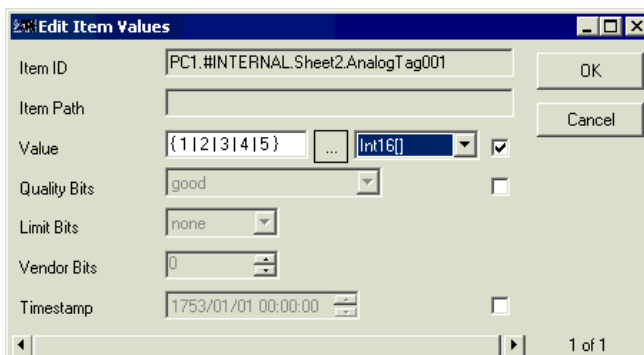 Edit Item Values
Item ID PC1.#INTERNAL.Sheet2.AnalogTag001 OK
Item Path
Cancel
Value {1|2|3|4|5} ... Int16[]
Quality Bits good
Limit Bits none
Vendor Bits 0
Timestamp 1753/01/01 00:00:00
1 of 1